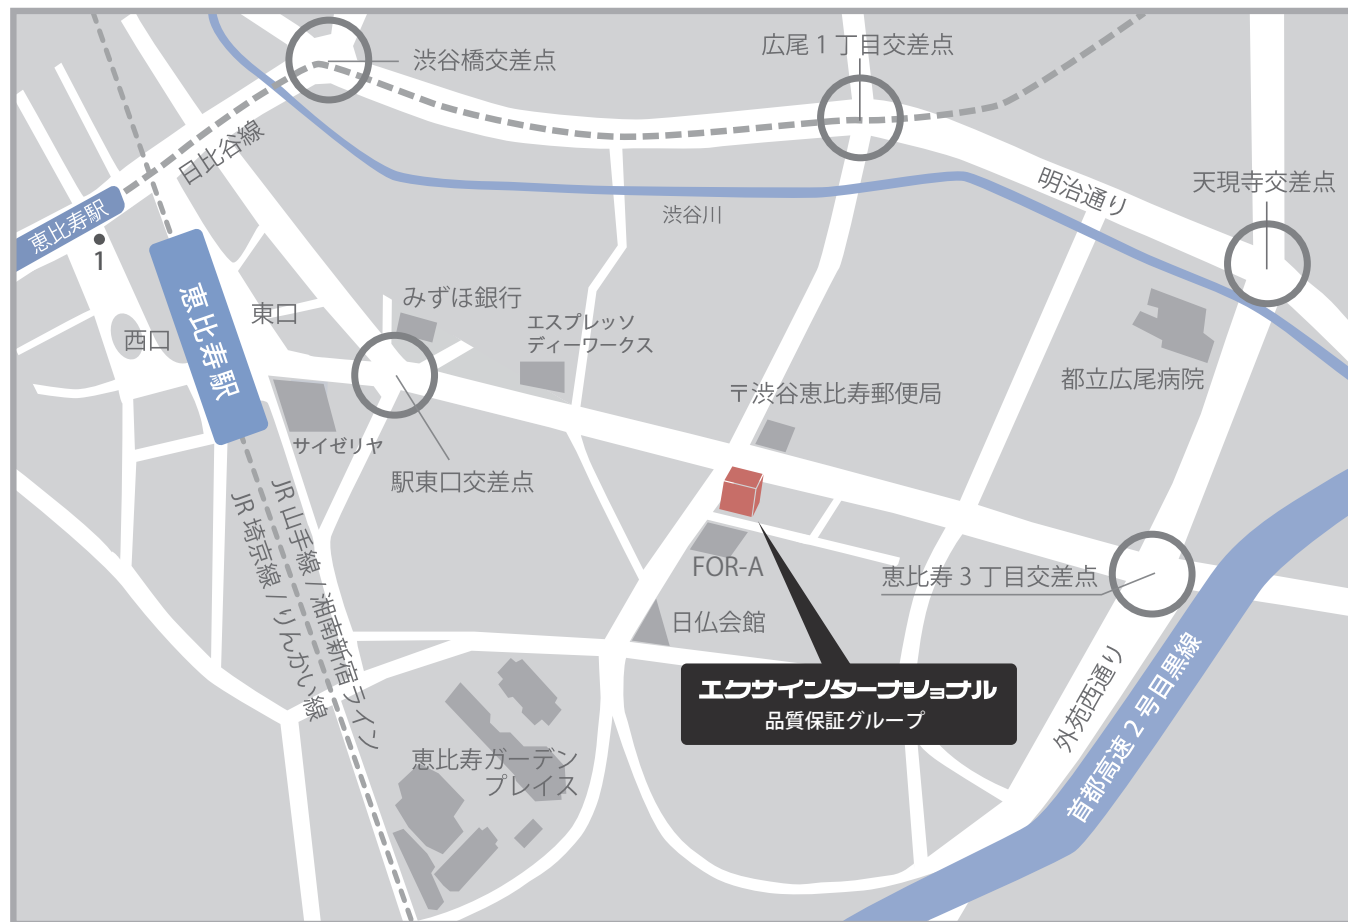 渋谷橋交差点
広尾 1 丁目交差点
日比谷線
明治通り
天現寺交差点
恵比寿駅
1
渋谷川
恵比寿駅
東口
西口
みずほ銀行
エスプレッソ
ディーワークス
都立広尾病院
〒渋谷恵比寿郵便局
サイゼリヤ
駅東口交差点
JR 山手線 / 湘南新宿ライン
JR 埼京線 / りんかい線
FOR-A
恵比寿 3 丁目交差点
日仏会館
エクサインターナショナル
品質保証グループ
外苑西通り
首都高速 2 号目黒線
恵比寿ガーデン
プレイス